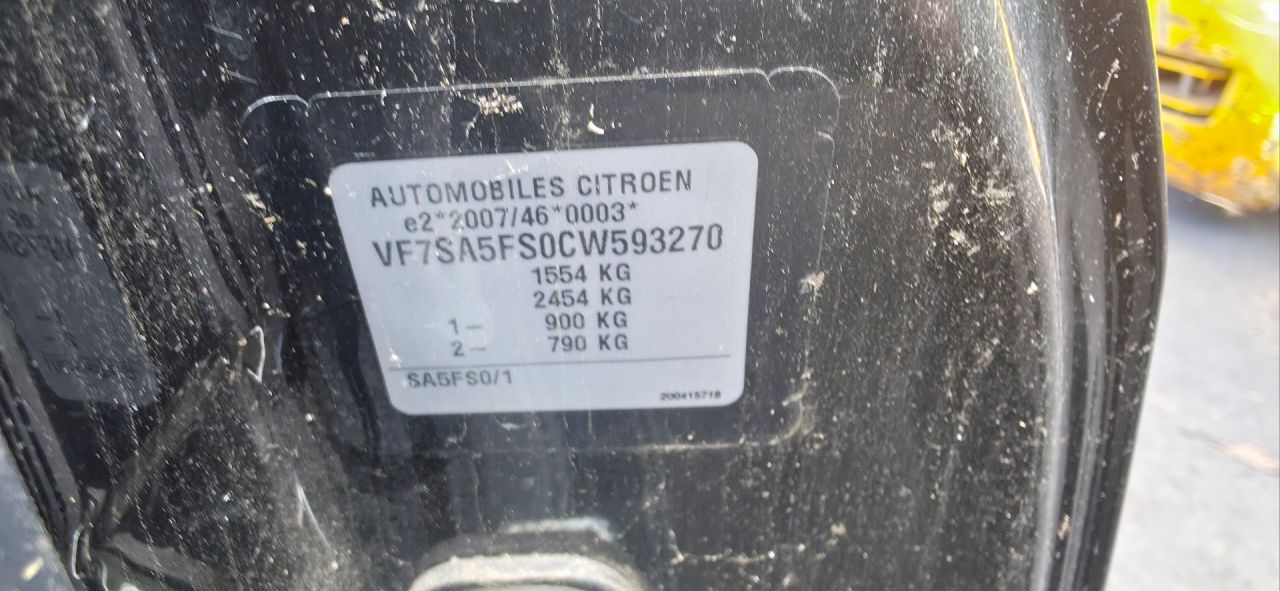 AUTOMOBILES CITROEN
e2*2007/46*0003*
VF7SA5FS0CW593270
1554 KG
2454 KG
1- 900 KG
2- 790 KG
SA5FS0/1
200415718